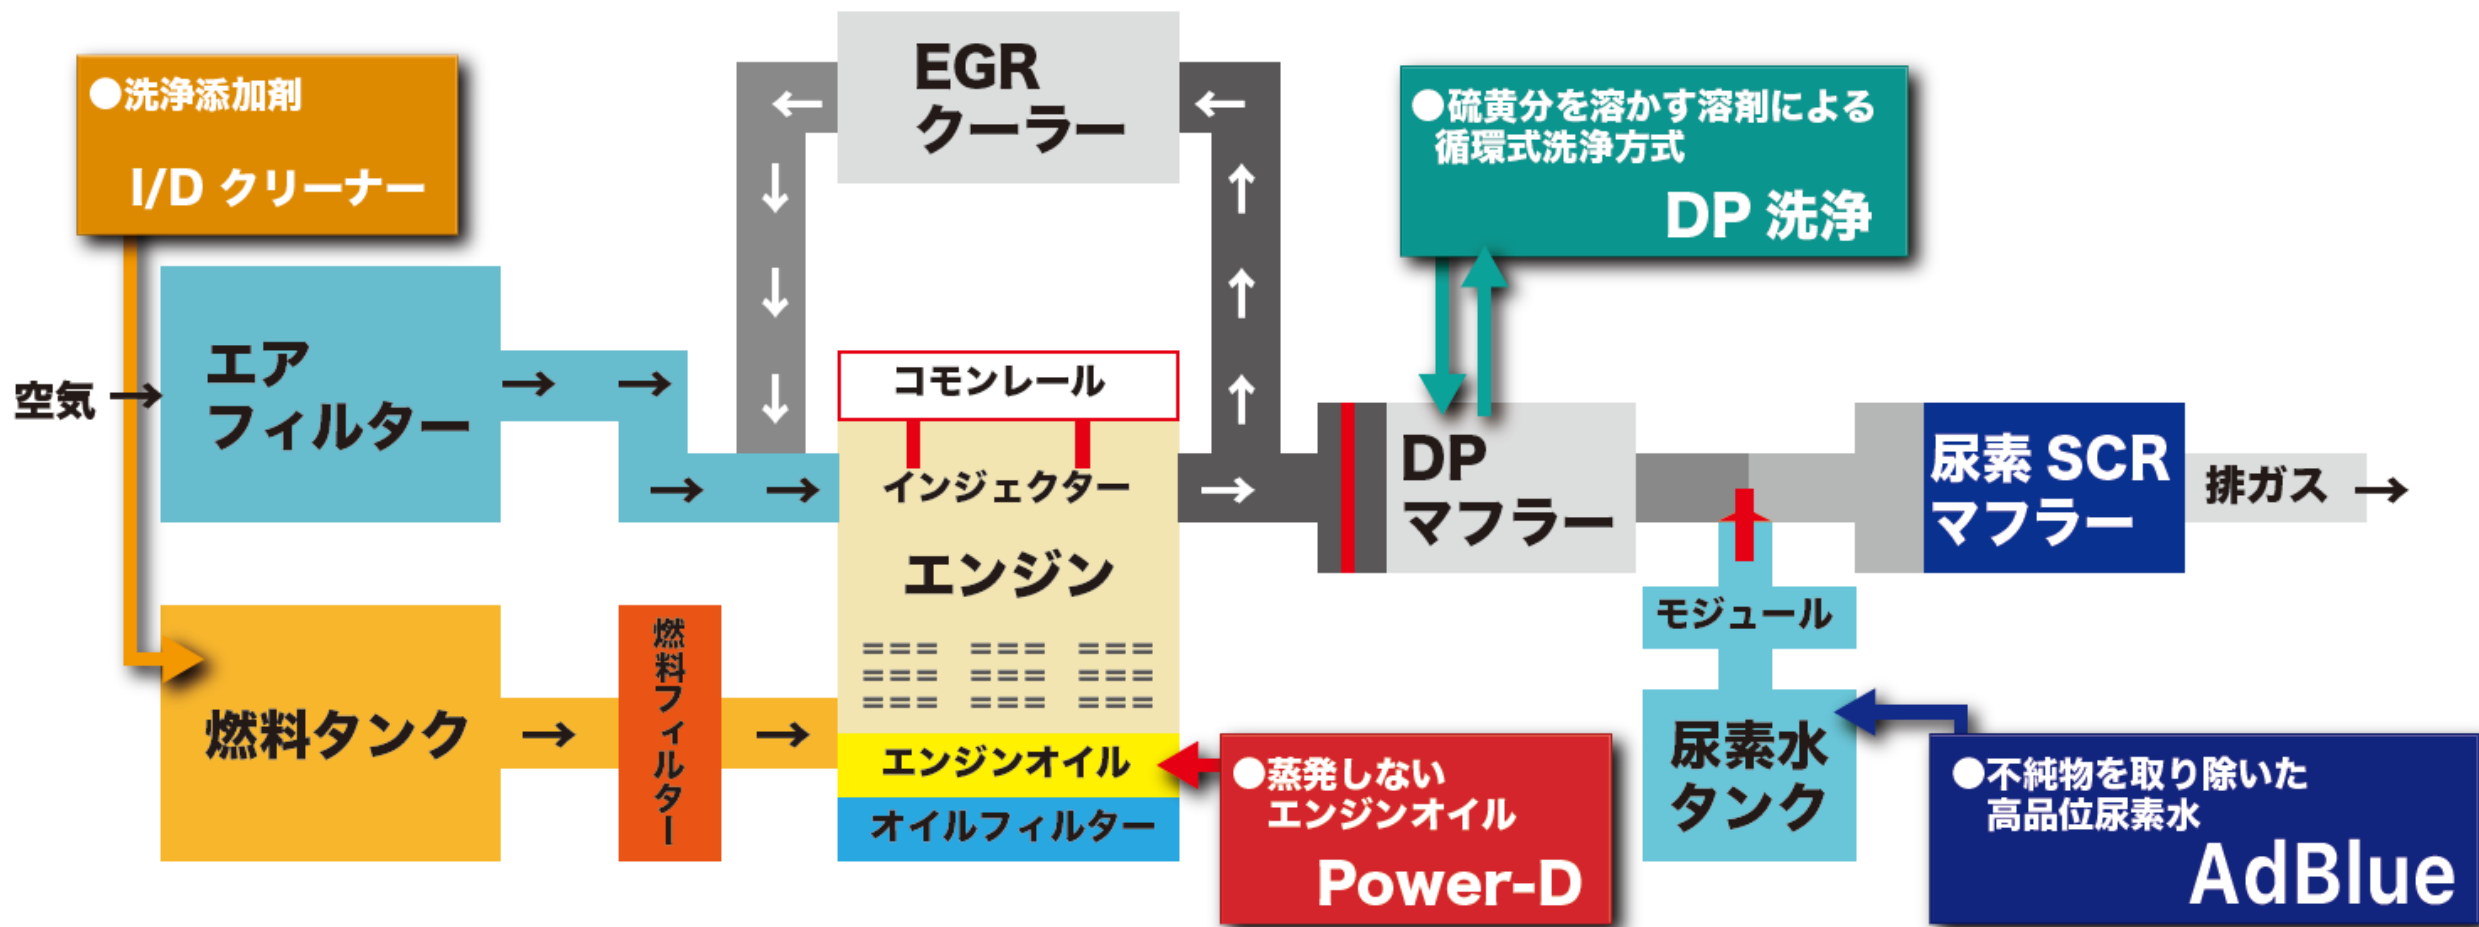 ●洗浄添加剤
I/D クリーナー
EGR
クーラー
●硫黄分を溶かす溶剤による
循環式洗浄方式
DP 洗浄
空気 →
エア
フィルター
コモンレール
インジェクター
エンジン
DP
マフラー
尿素 SCR
マフラー
排ガス →
モジュール
燃料タンク
燃料フィルター
エンジンオイル
オイルフィルター
●蒸発しない
エンジンオイル
Power-D
尿素水
タンク
●不純物を取り除いた
高品位尿素水
AdBlue